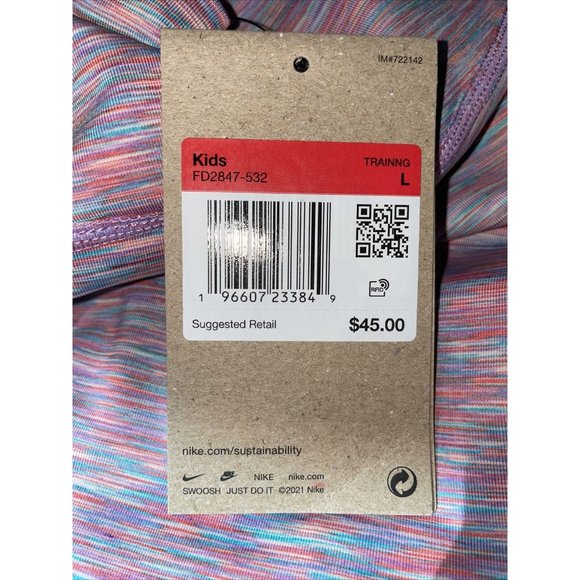 IM#722142
Kids TRAINNG
FD2847-532 L
1 96607 23384 9
RFID
Suggested Retail $45.00
nike.com/sustainability
NIKE nike.com
SWOOSH JUST DO IT ©2021 Nike